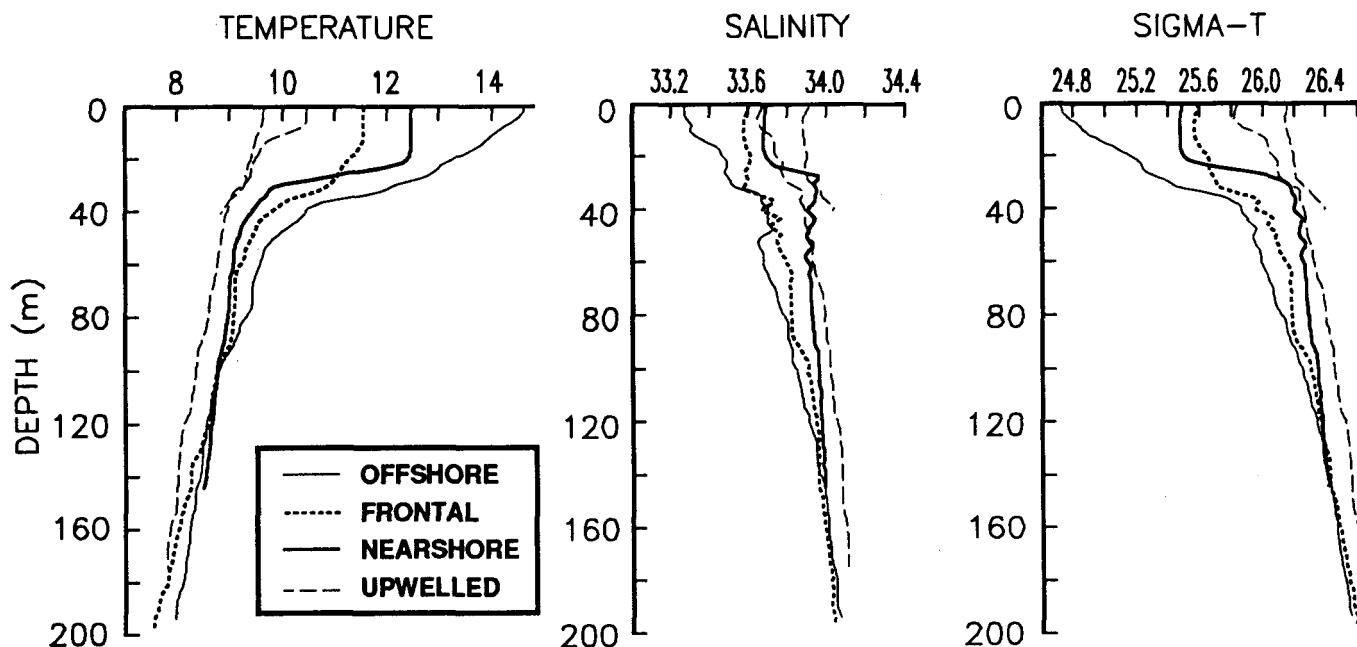 TEMPERATURE SALINITY SIGMA-T
8 10 12 14 33.2 33.6 34.0 34.4 24.8 25.2 25.6 26.0 26.4
0 0 0
40 40 40
80 80 80
DEPTH (m)
120 120 120
160 160 160
200 200 200
OFFSHORE
FRONTAL
NEARSHORE
UPWELLED